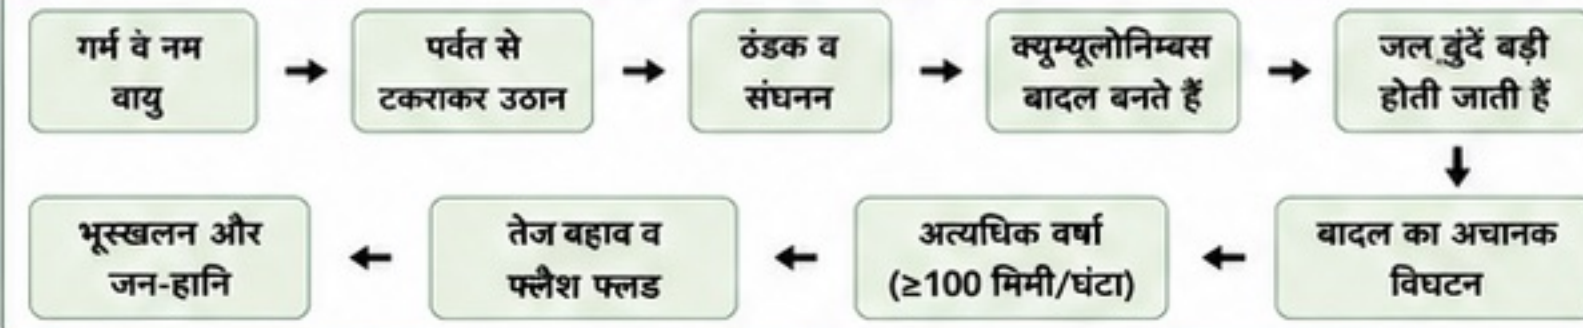 गर्म वे नम
वायु
पर्वत से
टकराकर उठान
ठंडक व
संघनन
क्यूम्यूलोनिम्बस
बादल बनते हैं
जल बुंदें बड़ी
होती जाती हैं
बादल का अचानक
विघटन
अत्यधिक वर्षा
(≥100 मिमी/घंटा)
तेज बहाव व
फ्लैश फ्लड
भूस्खलन और
जन-हानि